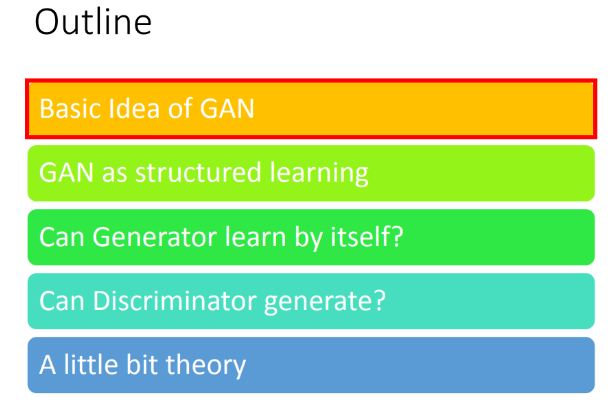 Outline
Basic Idea of GAN
GAN as structured learning
Can Generator learn by itself?
Can Discriminator generate?
A little bit theory